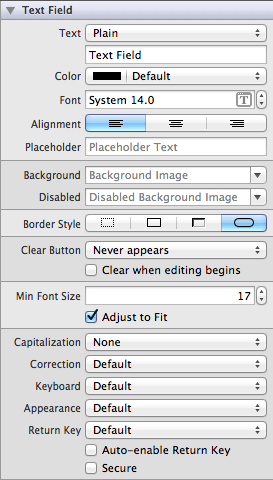 Text Field
Text Plain
Text Field
Color Default
Font System 14.0 T
Alignment
Placeholder Placeholder Text
Background Background Image
Disabled Disabled Background Image
Border Style
Clear Button Never appears
Clear when editing begins
Min Font Size 17
Adjust to Fit
Capitalization None
Correction Default
Keyboard Default
Appearance Default
Return Key Default
Auto-enable Return Key
Secure